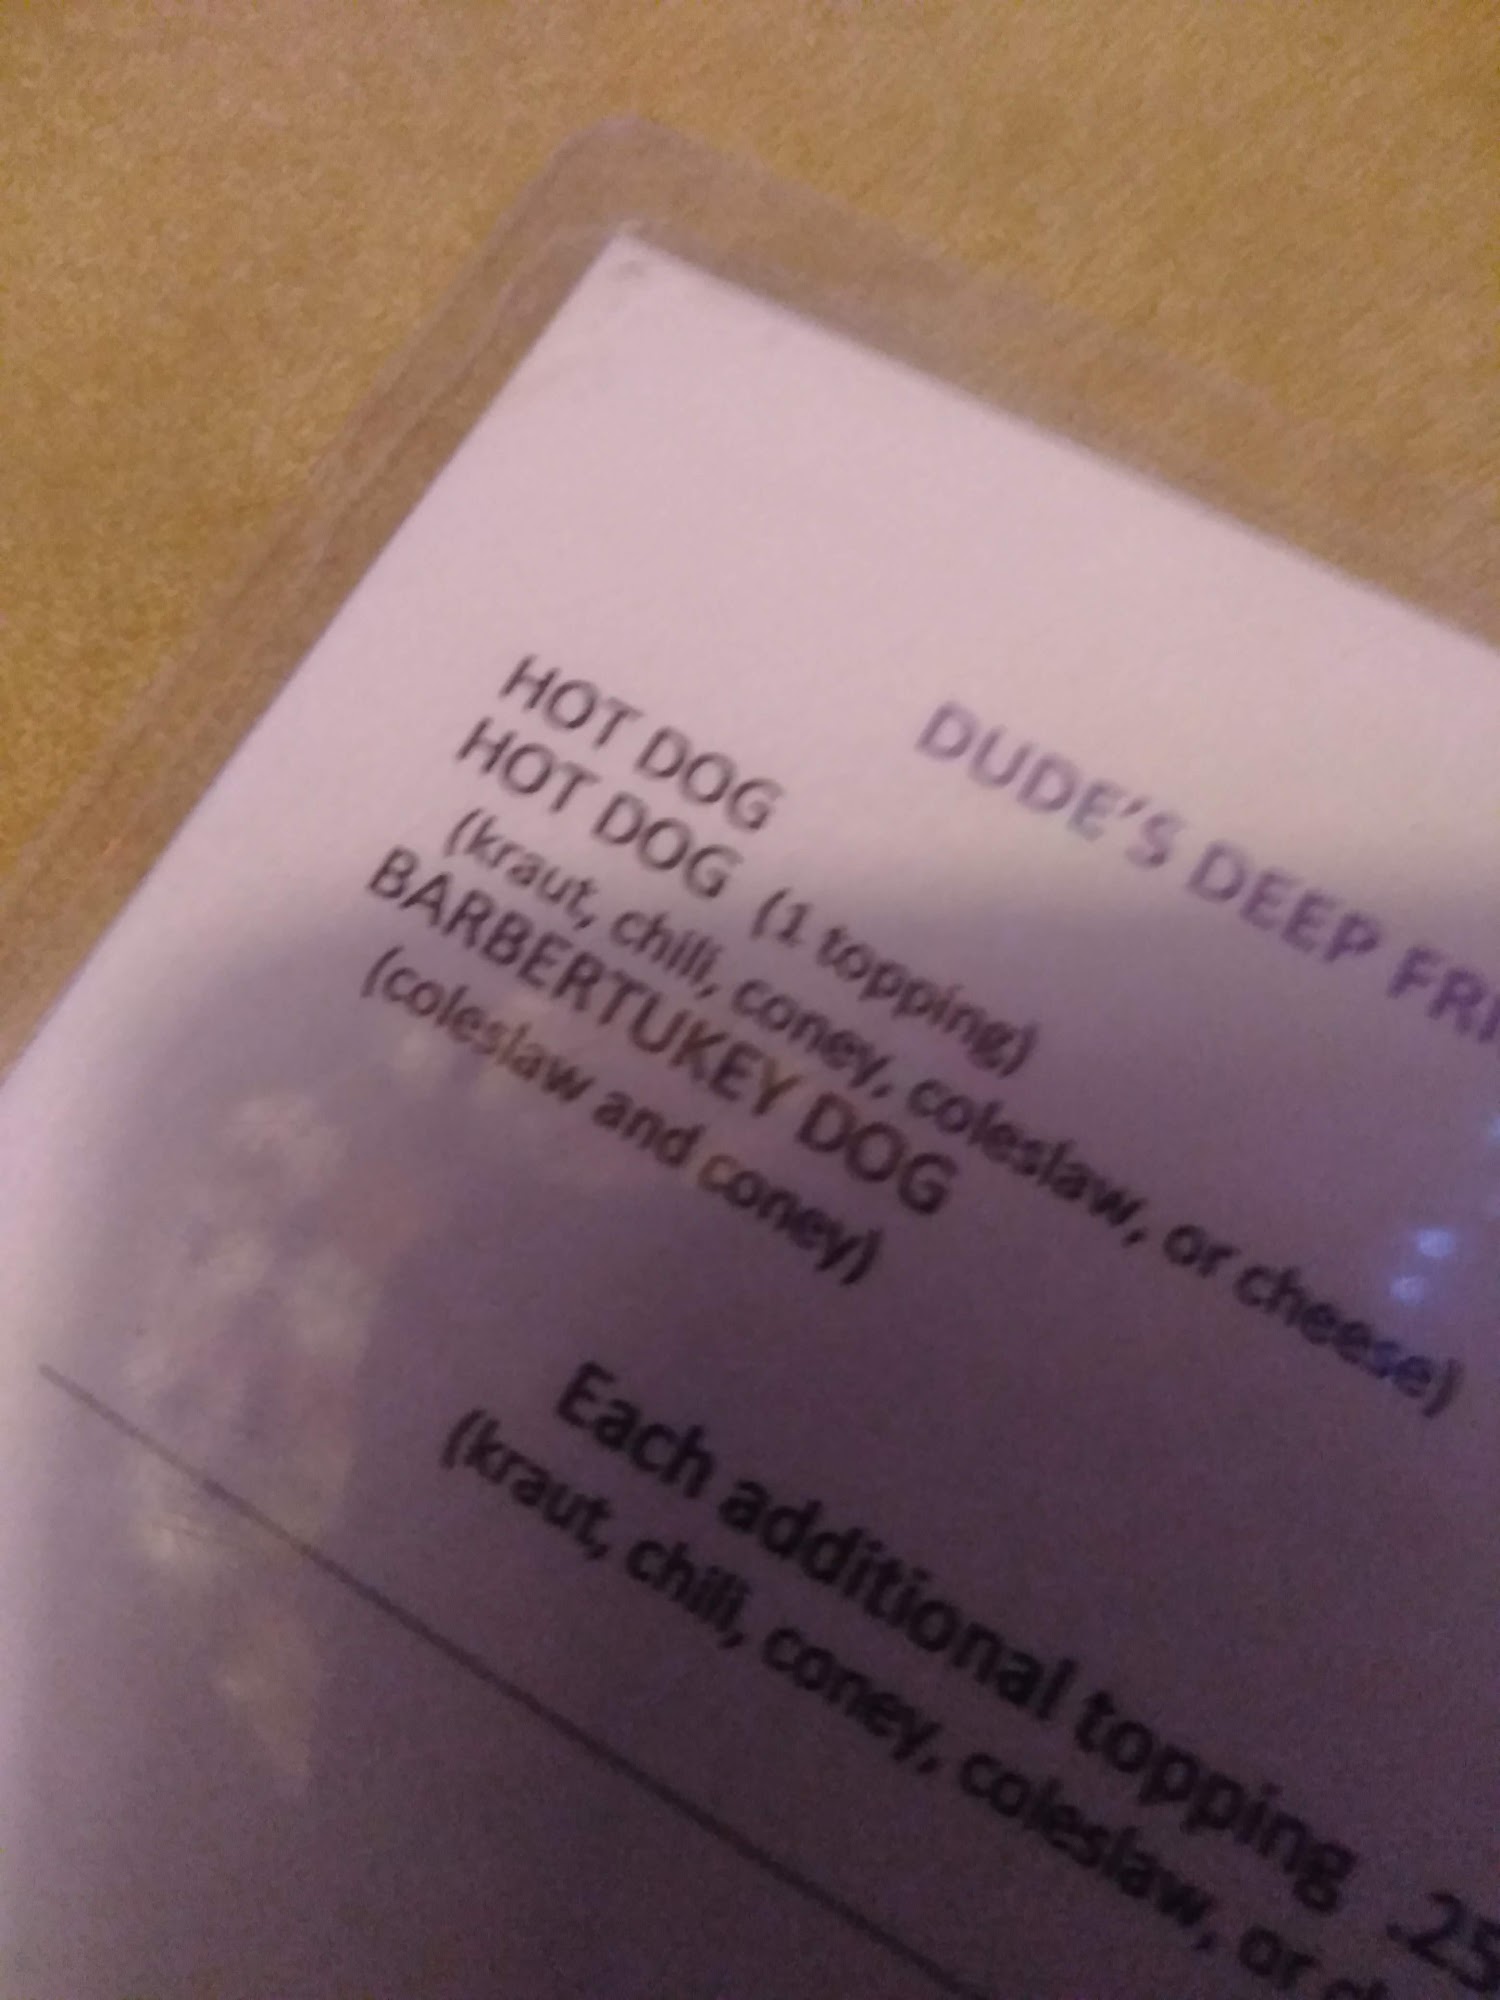 DUDE'S DEEP
HOT DOG
HOT DOG (1 topping)
(kraut, chili, coney, coleslaw, or cheese)
BARBERTUKEY DOG
(coleslaw and coney)
Each additional topping .25
(kraut, chili, coney, coleslaw, or